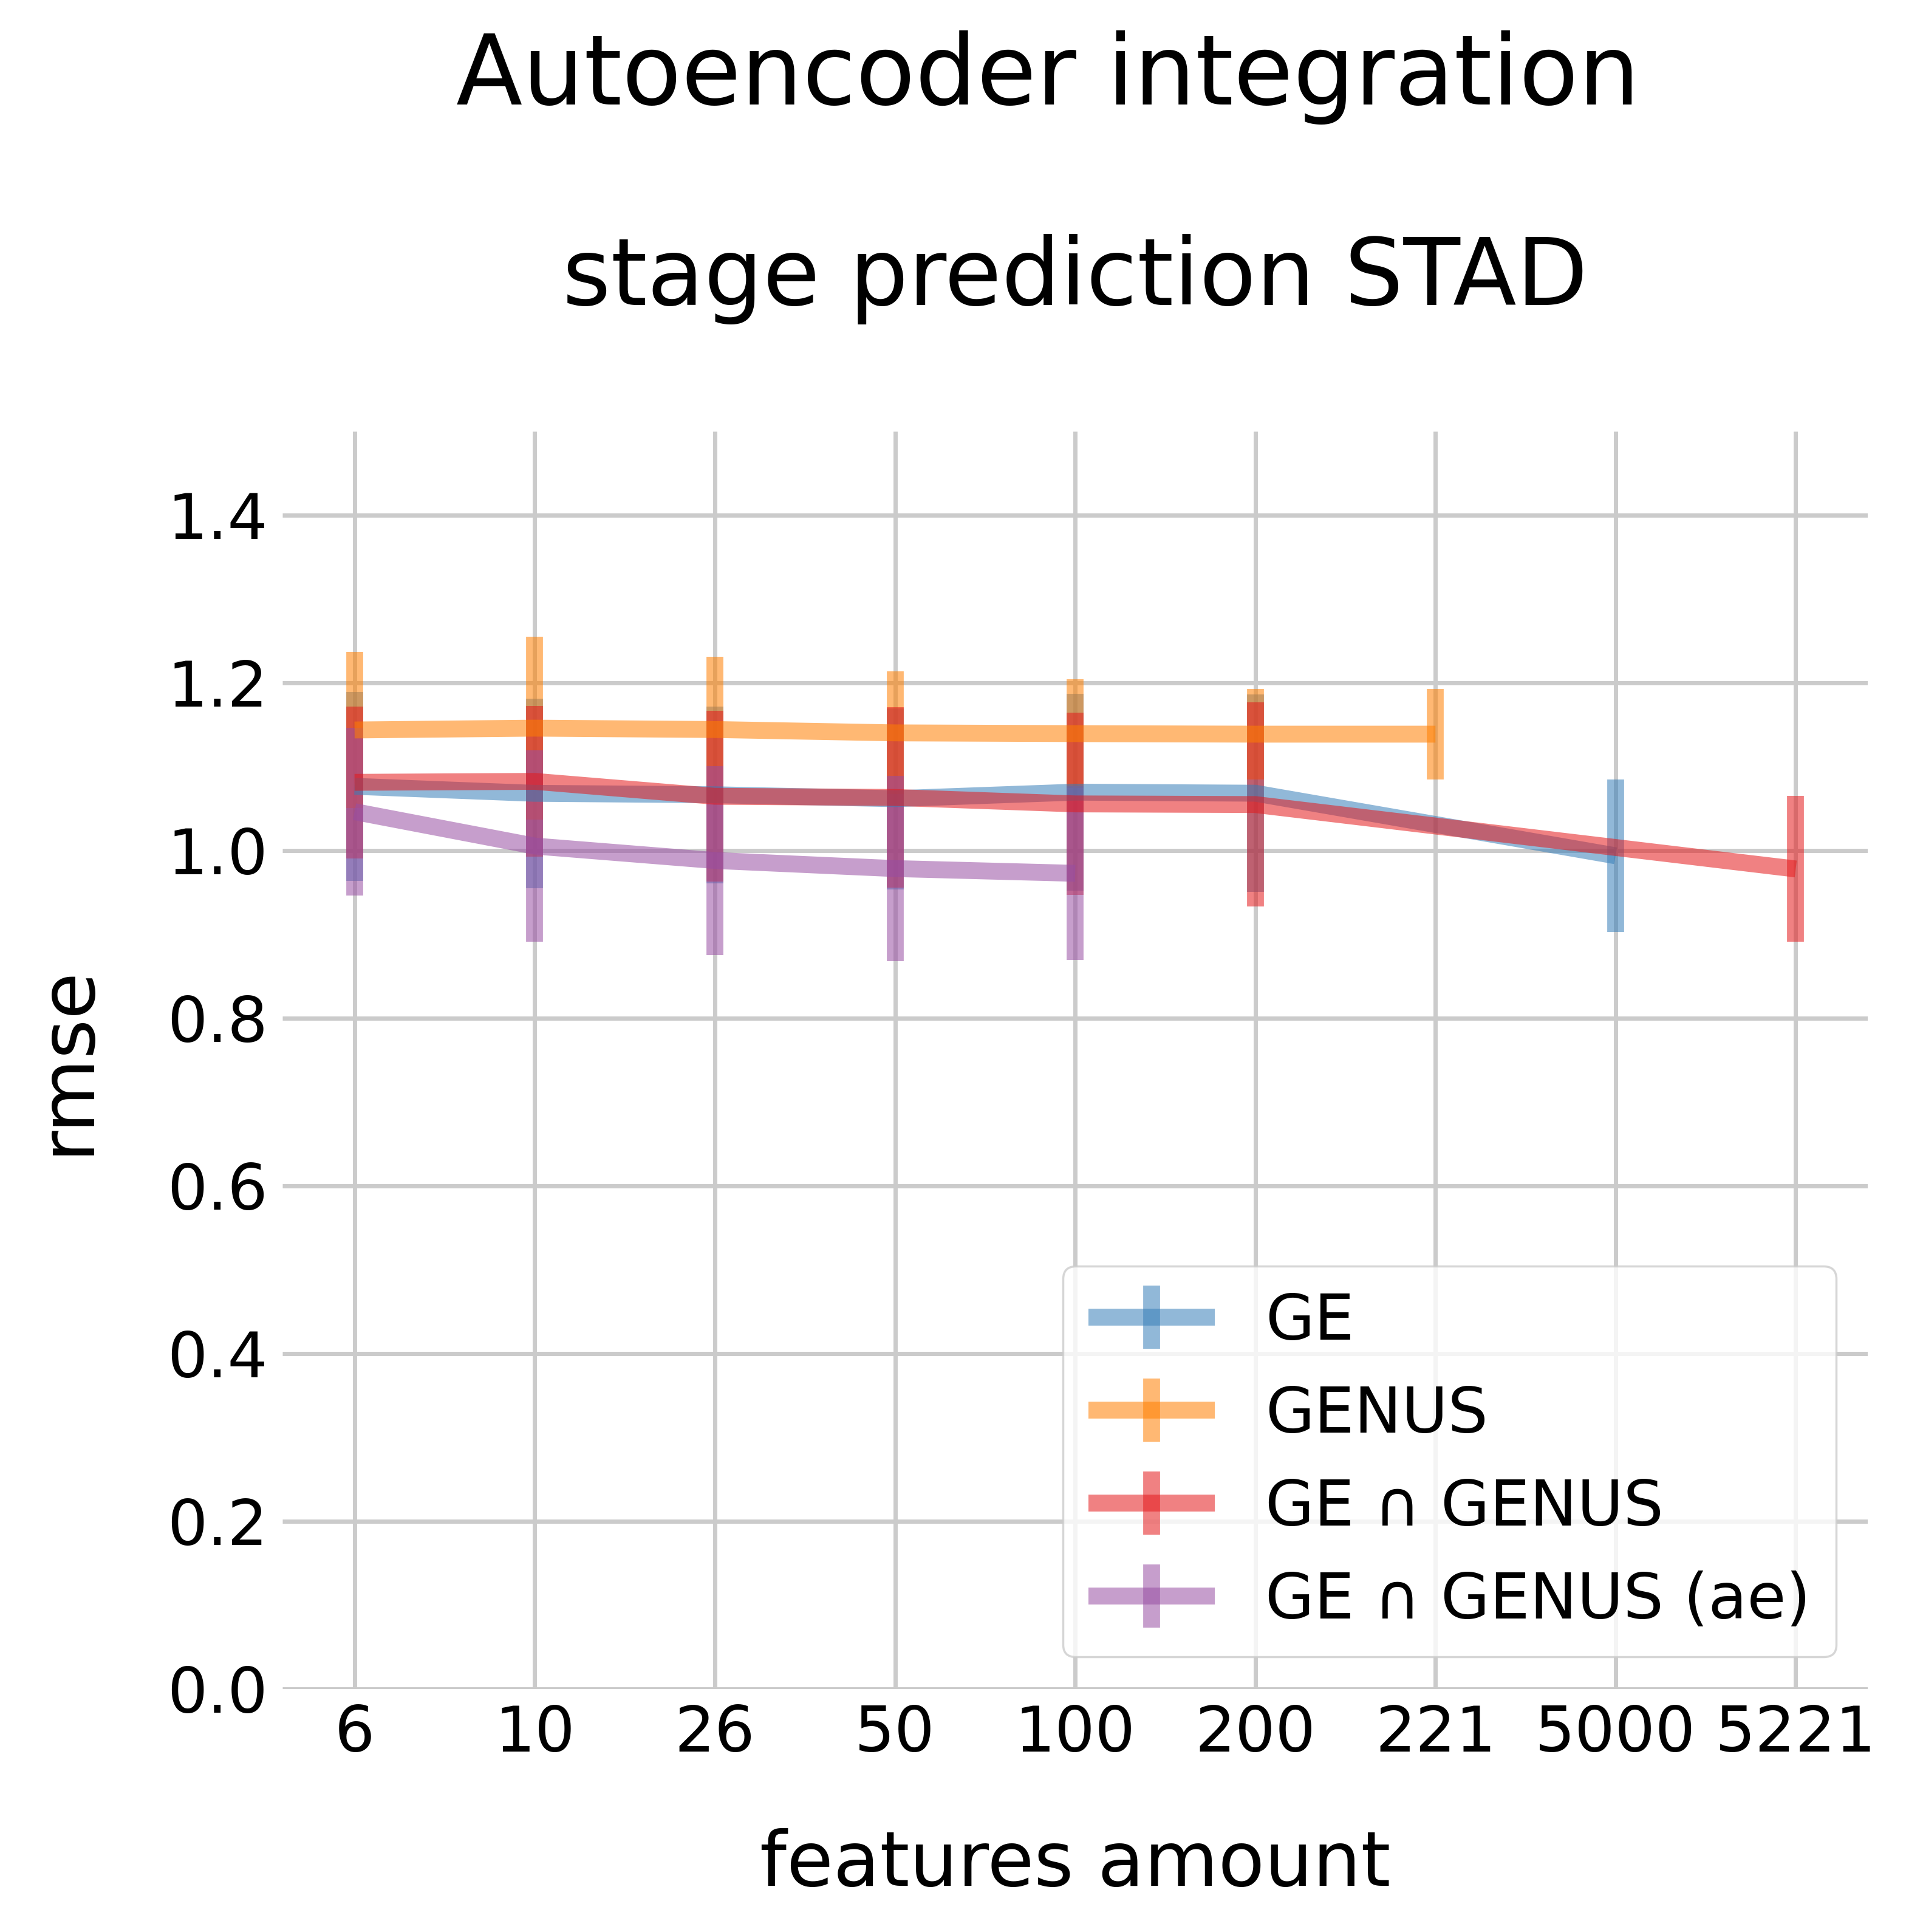 Autoencoder integration
stage prediction STAD
1.4
1.2
1.0
0.8
0.6
0.4
0.2
0.0
rmse
GE
GENUS
GE ∩ GENUS
GE ∩ GENUS (ae)
6 10 26 50 100 200 221 5000 5221
features amount